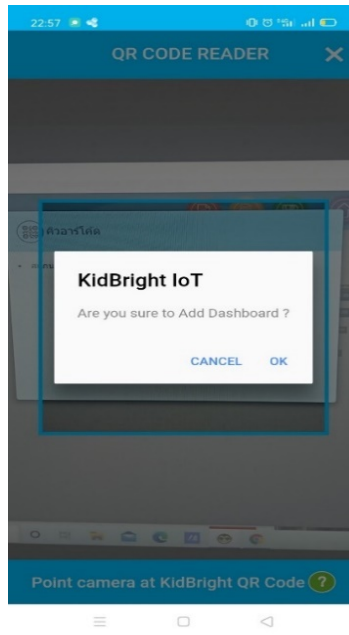 22:57
QR CODE READER
คิวอาร์โค้ด
KidBright IoT
Are you sure to Add Dashboard ?
CANCEL OK
Point camera at KidBright QR Code ?